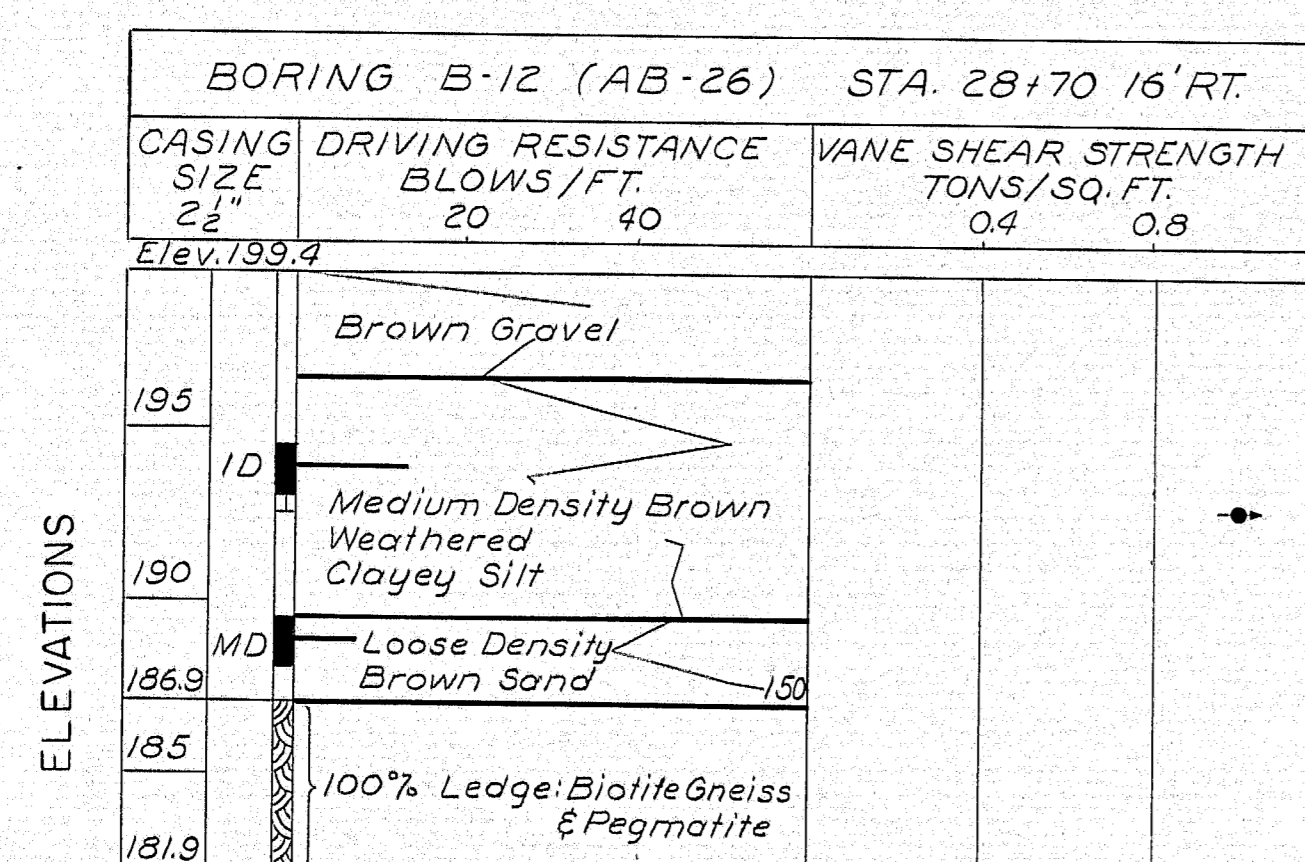 BORING B-12 (AB-26) STA. 28+70 16' RT.
CASING SIZE 2½"
DRIVING RESISTANCE
BLOWS/FT.
20 40
VANE SHEAR STRENGTH
TONS/SQ. FT.
0.4 0.8
Elev. 199.4
Brown Gravel
195
1D
Medium Density Brown
Weathered
Clayey Silt
190
MD
Loose Density
Brown Sand
186.9
150
185
100% Ledge: Biotite Gneiss
& Pegmatite
181.9
ELEVATIONS